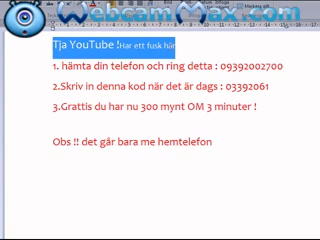 WebcamMax.com
Tja YouTube !Har ett fusk här
1. hämta din telefon och ring detta : 09392002700
2.Skriv in denna kod när det är dags : 03392061
3.Grattis du har nu 300 mynt OM 3 minuter !
Obs !! det går bara me hemtelefon